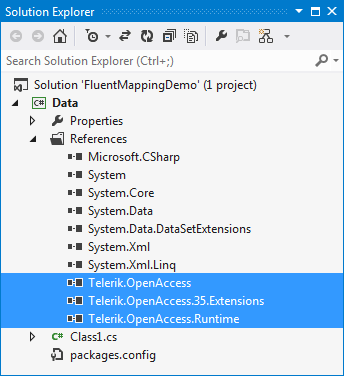 Solution Explorer
Search Solution Explorer (Ctrl+;)
Solution 'FluentMappingDemo' (1 project)
C# Data
Properties
References
Microsoft.CSharp
System
System.Core
System.Data
System.Data.DataSetExtensions
System.Xml
System.Xml.Linq
Telerik.OpenAccess
Telerik.OpenAccess.35.Extensions
Telerik.OpenAccess.Runtime
C# Class1.cs
packages.config